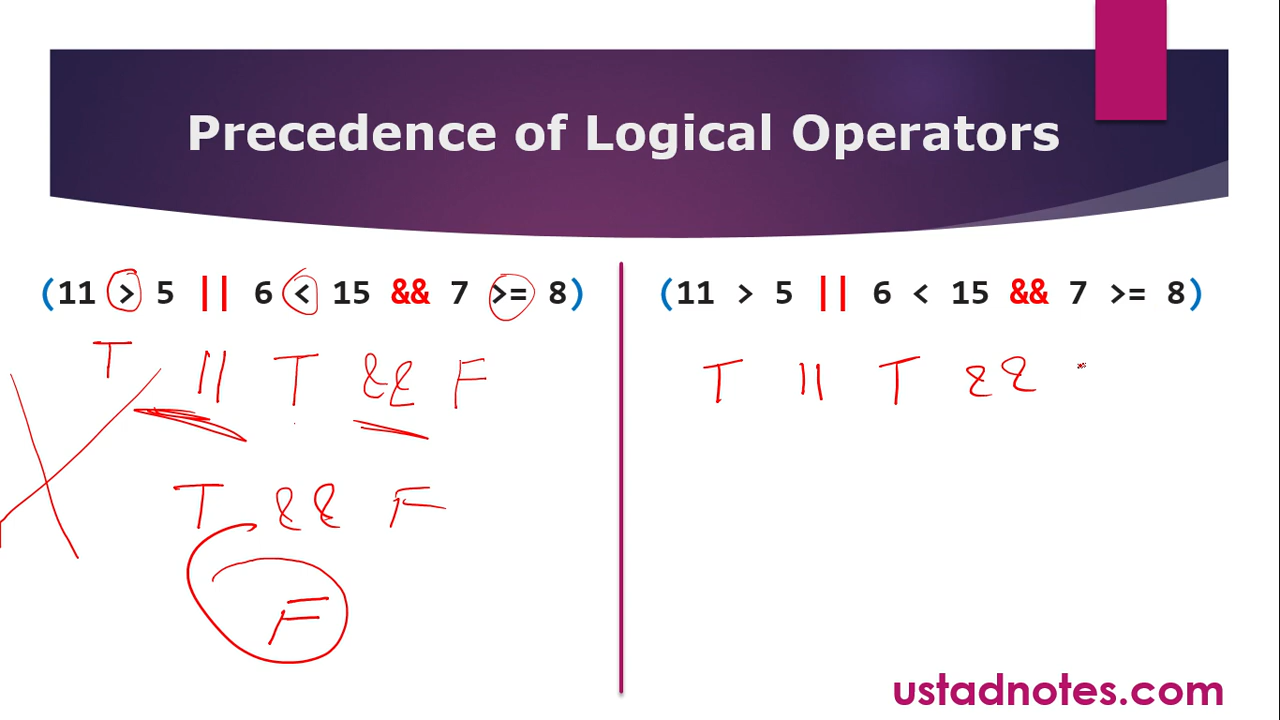 Precedence of Logical Operators
(11 > 5 || 6 < 15 && 7 >= 8)
T || T && F
T && F
F
(11 > 5 || 6 < 15 && 7 >= 8)
T || T &&
ustadnotes.com